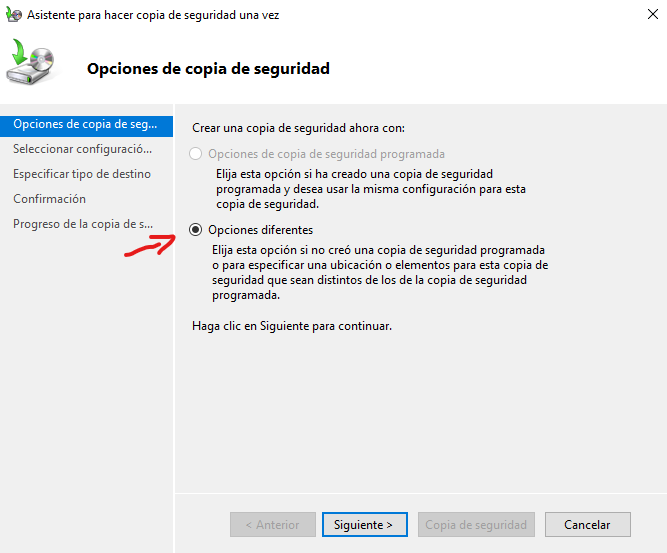 Asistente para hacer copia de seguridad una vez
Opciones de copia de seguridad
Opciones de copia de seg...
Seleccionar configuració...
Especificar tipo de destino
Confirmación
Progreso de la copia de s...
Crear una copia de seguridad ahora con:
Opciones de copia de seguridad programada
Elija esta opción si ha creado una copia de seguridad
programada y desea usar la misma configuración para esta
copia de seguridad.
Opciones diferentes
Elija esta opción si no creó una copia de seguridad programada
o para especificar una ubicación o elementos para esta copia de
seguridad que sean distintos de los de la copia de seguridad
programada.
Haga clic en Siguiente para continuar.
< Anterior
Siguiente >
Copia de seguridad
Cancelar